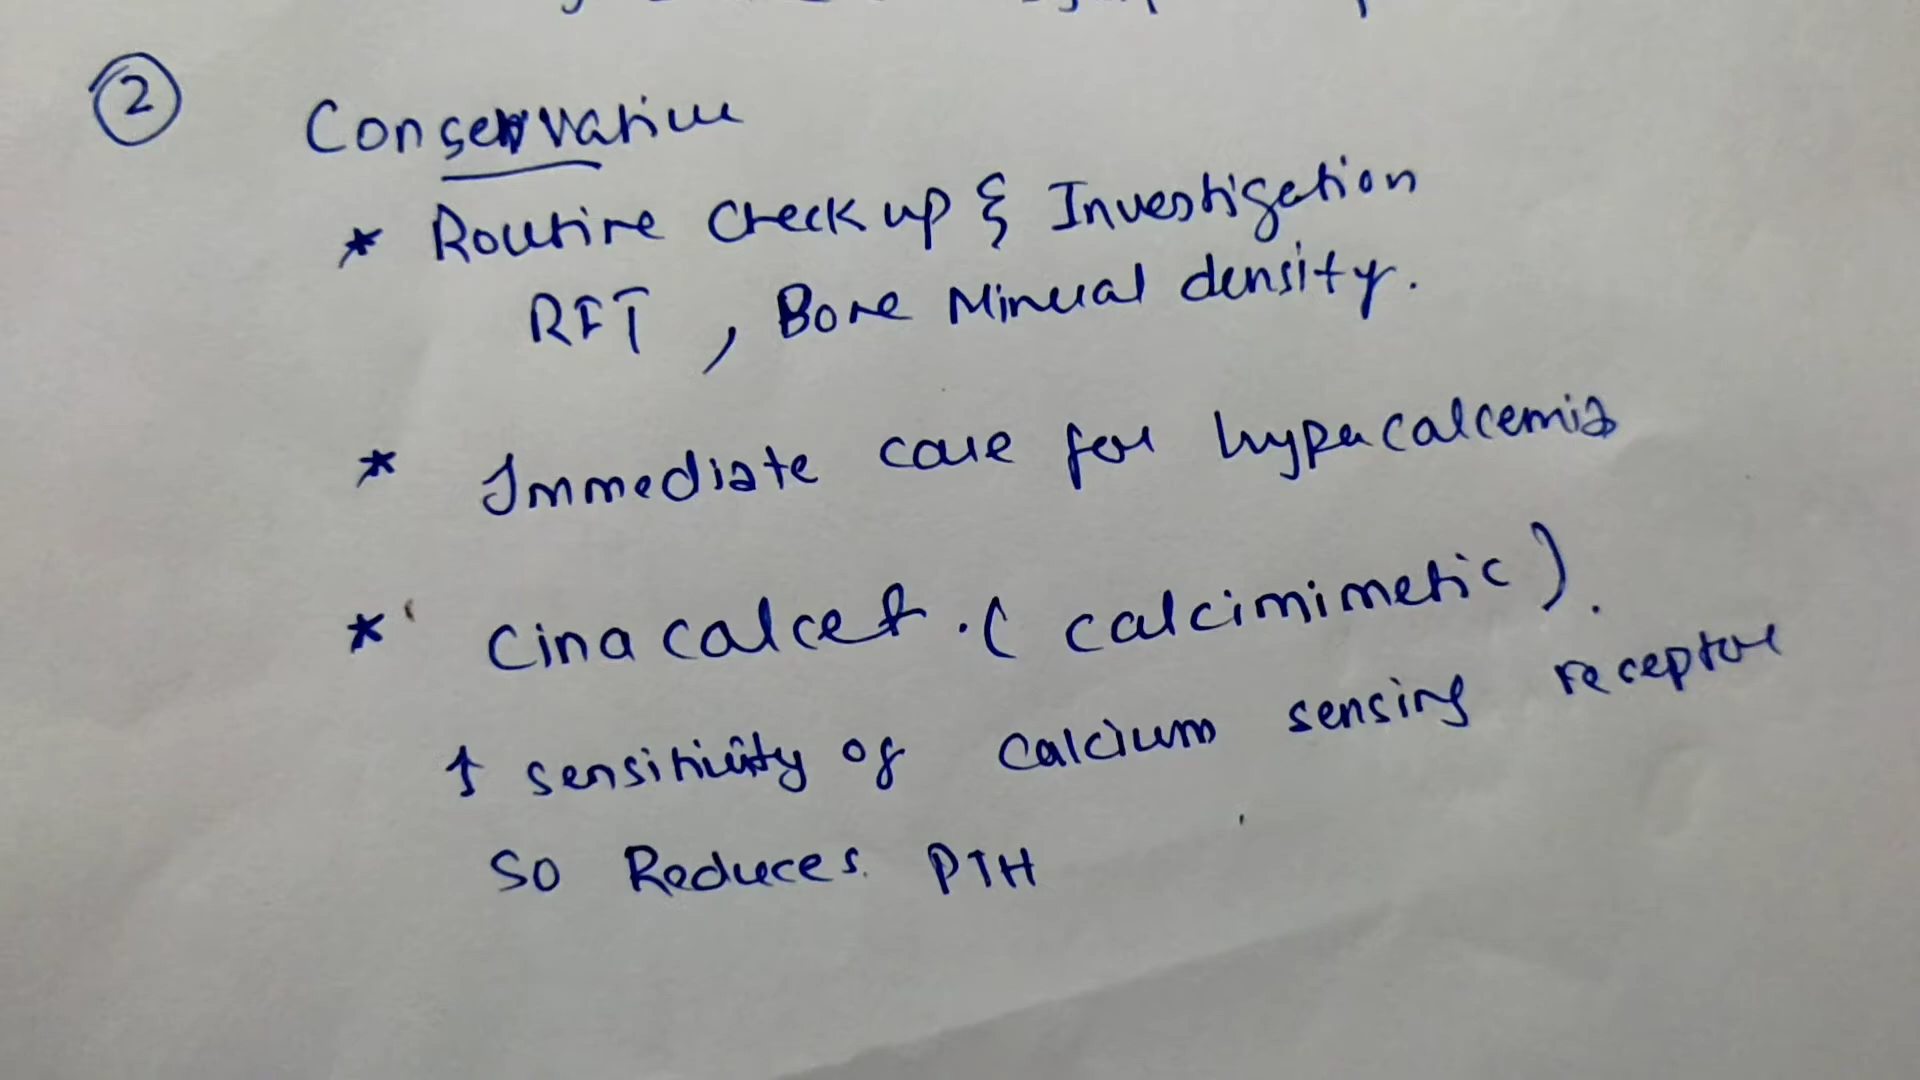 2
Conservative
* Routine Check up & Investigation
RFT, Bone Mineral density.
* Immediate care for hypercalcemia
* Cinacalcet. (calcimimetic).
↑ sensitivity of calcium sensing receptor
So Reduces. PTH